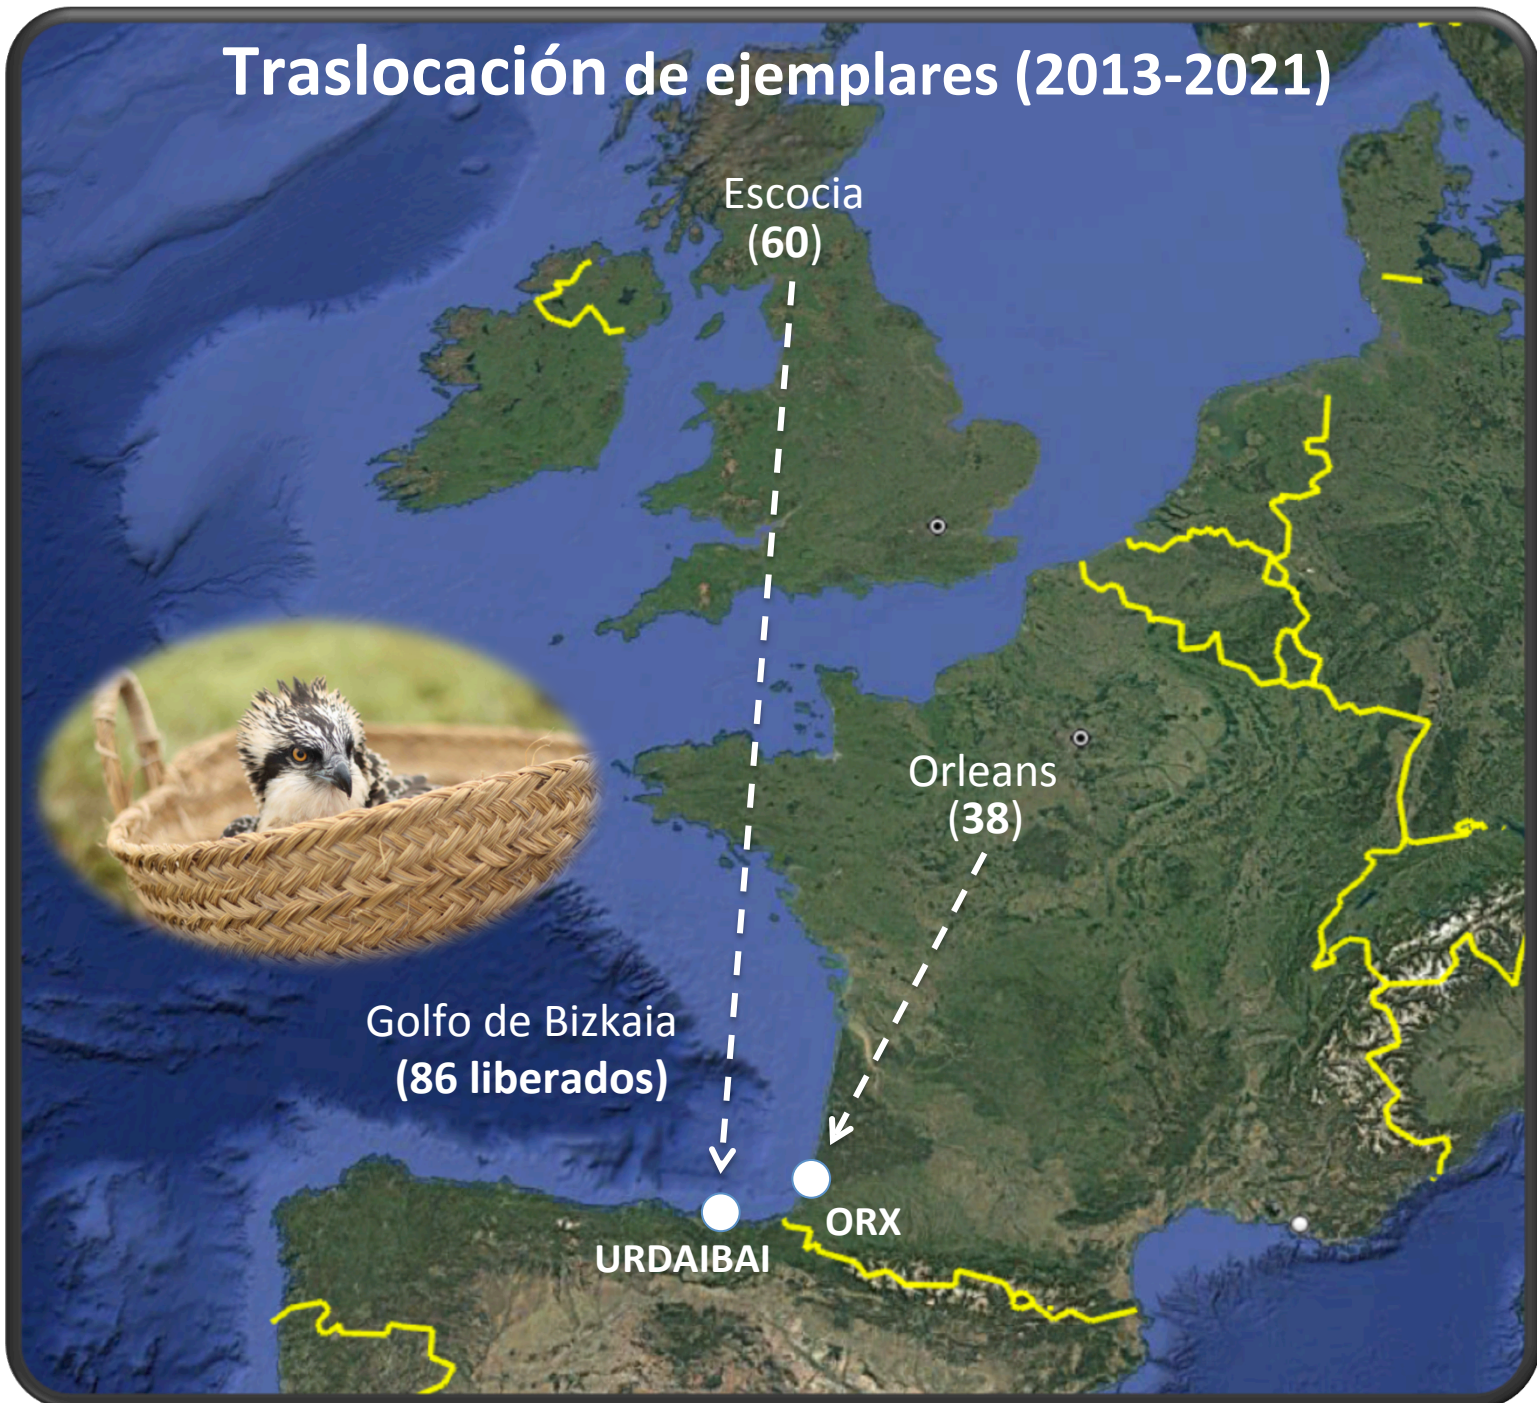 Traslocación de ejemplares (2013-2021)
Escocia
(60)
Orleans
(38)
Golfo de Bizkaia
(86 liberados)
ORX
URDAIBAI